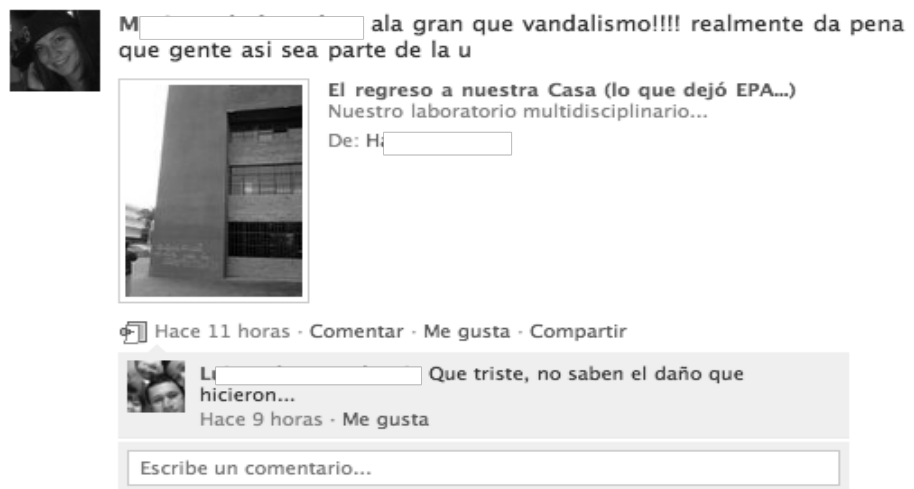 M ala gran que vandalismo!!!! realmente da pena
que gente asi sea parte de la u
El regreso a nuestra Casa (lo que dejó EPA...)
Nuestro laboratorio multidisciplinario...
De: Ha
Hace 11 horas · Comentar · Me gusta · Compartir
Lu Que triste, no saben el daño que
hicieron...
Hace 9 horas · Me gusta
Escribe un comentario...